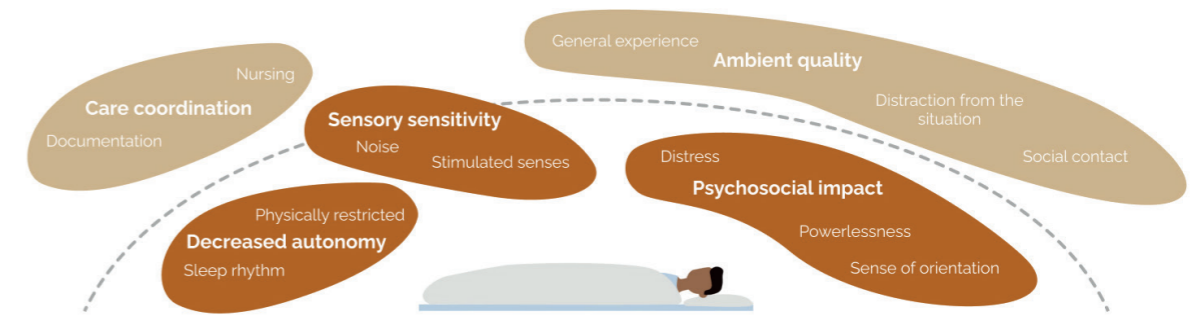 Nursing
Care coordination
Documentation
Sensory sensitivity
Noise
Stimulated senses
Physically restricted
Decreased autonomy
Sleep rhythm
General experience
Ambient quality
Distraction from the
situation
Social contact
Distress
Psychosocial impact
Powerlessness
Sense of orientation